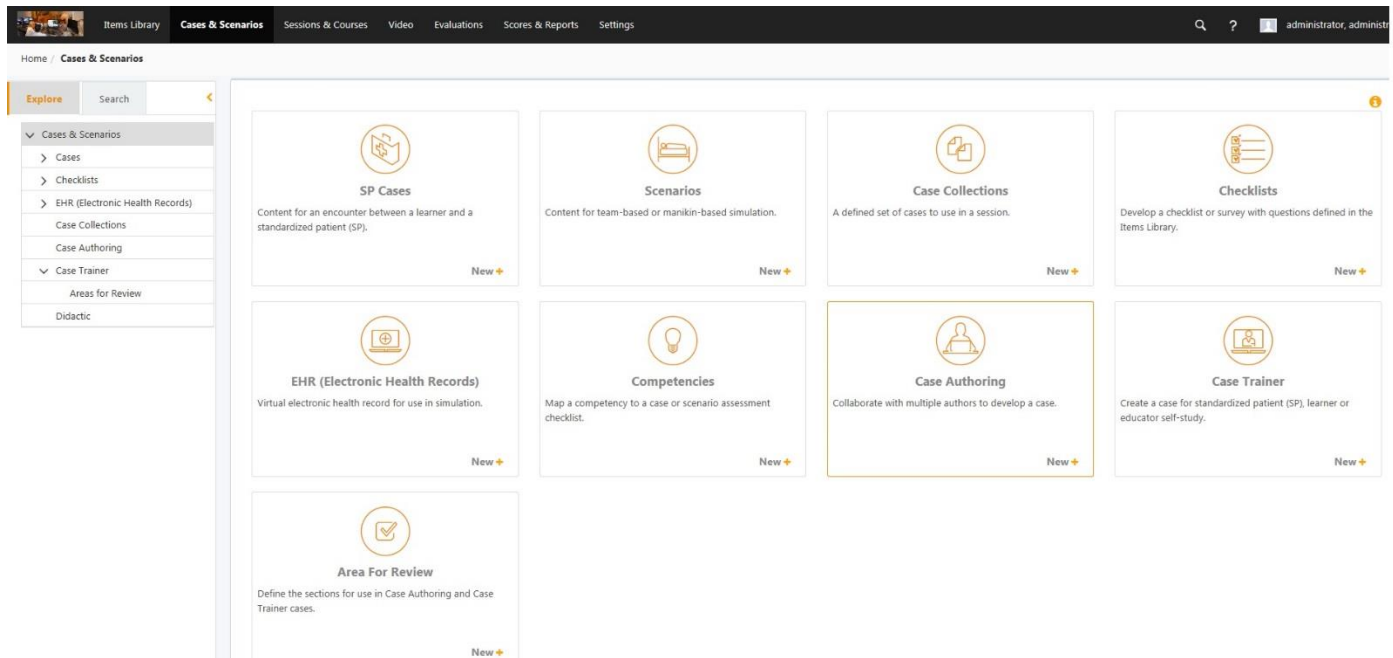 Items Library Cases & Scenarios Sessions & Courses Video Evaluations Scores & Reports Settings ? administrator, administr
Home / Cases & Scenarios
Explore Search
Cases & Scenarios
Cases
Checklists
EHR (Electronic Health Records)
Case Collections
Case Authoring
Case Trainer
Areas for Review
Didactic
SP Cases
Content for an encounter between a learner and a
standardized patient (SP).
New +
Scenarios
Content for team-based or manikin-based simulation.
New +
Case Collections
A defined set of cases to use in a session.
New +
Checklists
Develop a checklist or survey with questions defined in the
Items Library.
New +
EHR (Electronic Health Records)
Virtual electronic health record for use in simulation.
New +
Competencies
Map a competency to a case or scenario assessment
checklist.
New +
Case Authoring
Collaborate with multiple authors to develop a case.
New +
Case Trainer
Create a case for standardized patient (SP), learner or
educator self-study.
New +
Area For Review
Define the sections for use in Case Authoring and Case
Trainer cases.
New +